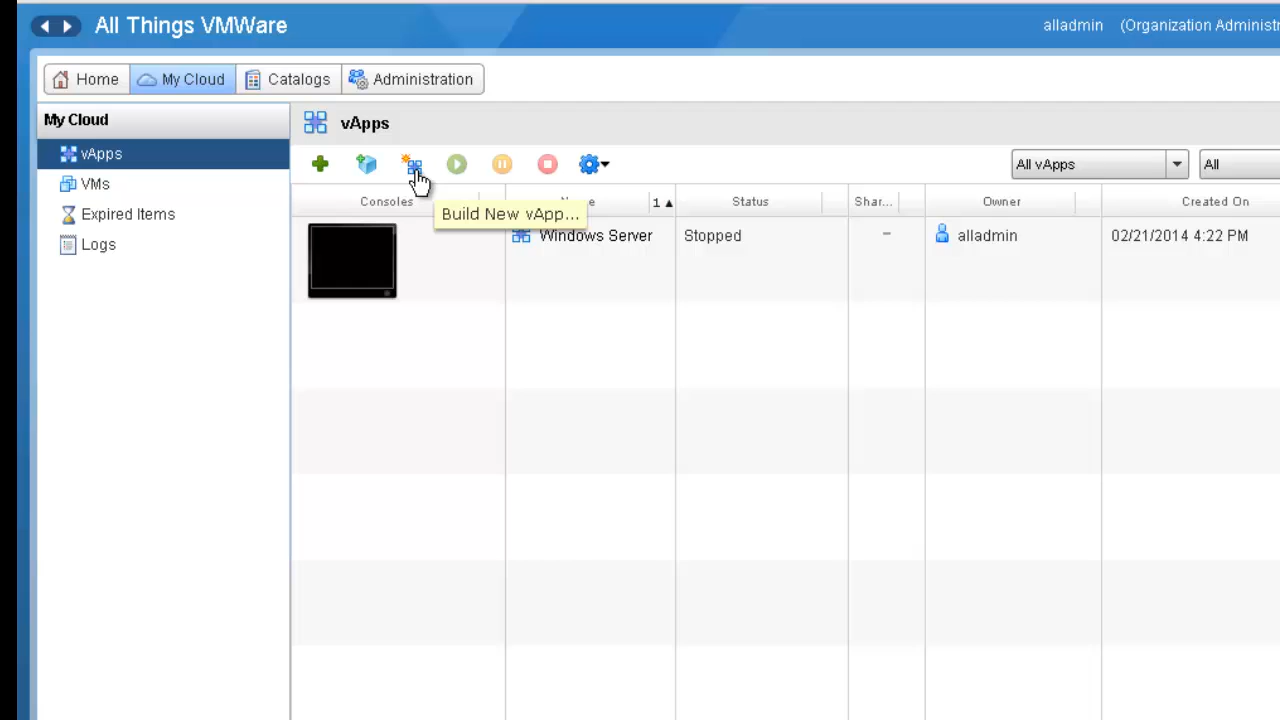 All Things VMWare
alladmin (Organization Administr
Home My Cloud Catalogs Administration
My Cloud
vApps
VMs
Expired Items
Logs
vApps
All vApps All
Consoles 1 Status Shar... Owner Created On
Build New vApp...
Windows Server Stopped - alladmin 02/21/2014 4:22 PM